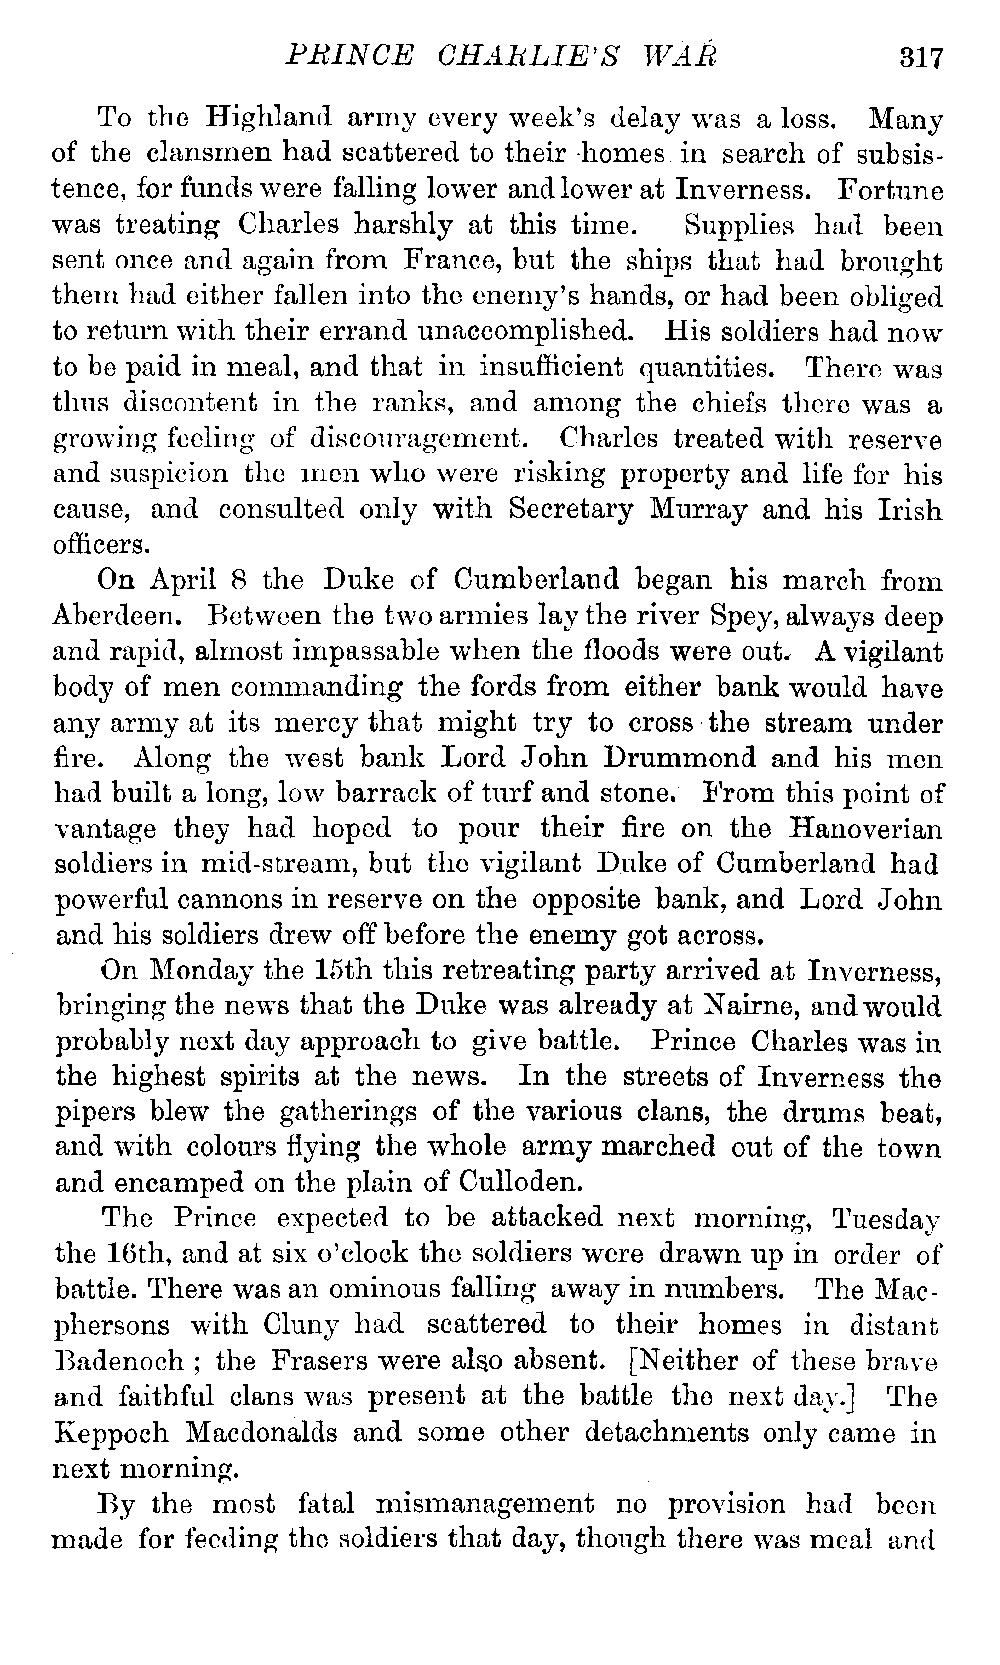 PRINCE CHARLIE'S WAR 317
To the Highland army every week's delay was a loss. Many
of the clansmen had scattered to their homes in search of subsis-
tence, for funds were falling lower and lower at Inverness. Fortune
was treating Charles harshly at this time. Supplies had been
sent once and again from France, but the ships that had brought
them had either fallen into the enemy's hands, or had been obliged
to return with their errand unaccomplished. His soldiers had now
to be paid in meal, and that in insufficient quantities. There was
thus discontent in the ranks, and among the chiefs there was a
growing feeling of discouragement. Charles treated with reserve
and suspicion the men who were risking property and life for his
cause, and consulted only with Secretary Murray and his Irish
officers.
On April 8 the Duke of Cumberland began his march from
Aberdeen. Between the two armies lay the river Spey, always deep
and rapid, almost impassable when the floods were out. A vigilant
body of men commanding the fords from either bank would have
any army at its mercy that might try to cross the stream under
fire. Along the west bank Lord John Drummond and his men
had built a long, low barrack of turf and stone. From this point of
vantage they had hoped to pour their fire on the Hanoverian
soldiers in mid-stream, but the vigilant Duke of Cumberland had
powerful cannons in reserve on the opposite bank, and Lord John
and his soldiers drew off before the enemy got across.
On Monday the 15th this retreating party arrived at Inverness,
bringing the news that the Duke was already at Nairne, and would
probably next day approach to give battle. Prince Charles was in
the highest spirits at the news. In the streets of Inverness the
pipers blew the gatherings of the various clans, the drums beat,
and with colours flying the whole army marched out of the town
and encamped on the plain of Culloden.
The Prince expected to be attacked next morning, Tuesday
the 16th, and at six o'clock the soldiers were drawn up in order of
battle. There was an ominous falling away in numbers. The Mac-
phersons with Cluny had scattered to their homes in distant
Badenoch; the Frasers were also absent. [Neither of these brave
and faithful clans was present at the battle the next day.] The
Keppoch Macdonalds and some other detachments only came in
next morning.
By the most fatal mismanagement no provision had been
made for feeding the soldiers that day, though there was meal and